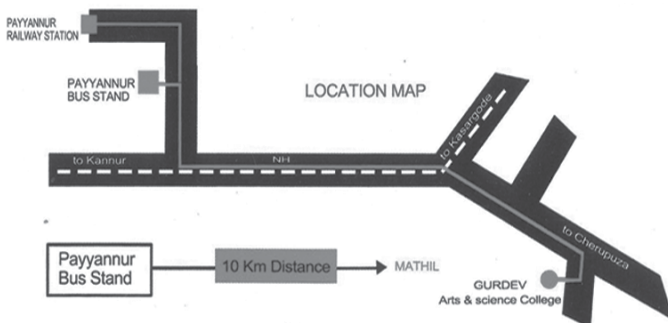 PAYYANNUR
RAILWAY STATION
PAYYANNUR
BUS STAND
LOCATION MAP
to Kasargode
to Kannur
NH
to Cherupuza
Payyannur
Bus Stand
10 Km Distance
MATHIL
GURDEV
Arts & science College